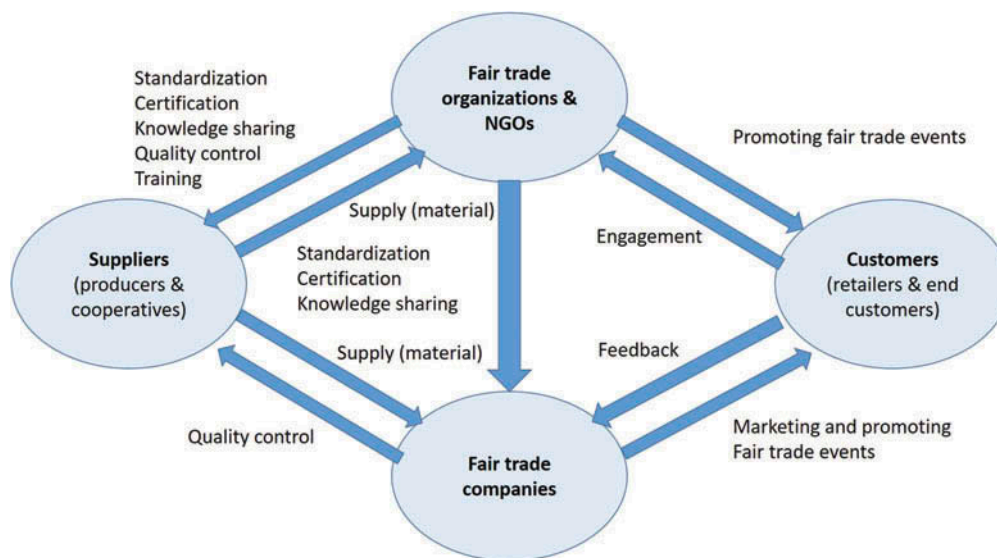 Standardization
Certification
Knowledge sharing
Quality control
Training
Fair trade
organizations &
NGOs
Promoting fair trade events
Supply (material)
Engagement
Suppliers
(producers &
cooperatives)
Standardization
Certification
Knowledge sharing
Customers
(retailers & end
customers)
Supply (material)
Feedback
Quality control
Marketing and promoting
Fair trade events
Fair trade
companies